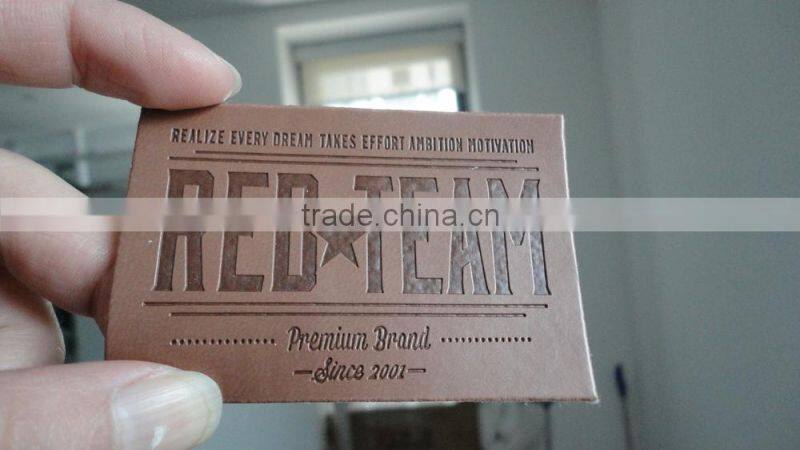 REALIZE EVERY DREAM TAKES EFFORT AMBITION MOTIVATION
RED★TEAM
trade.china.cn
Premium Brand
Since 2001